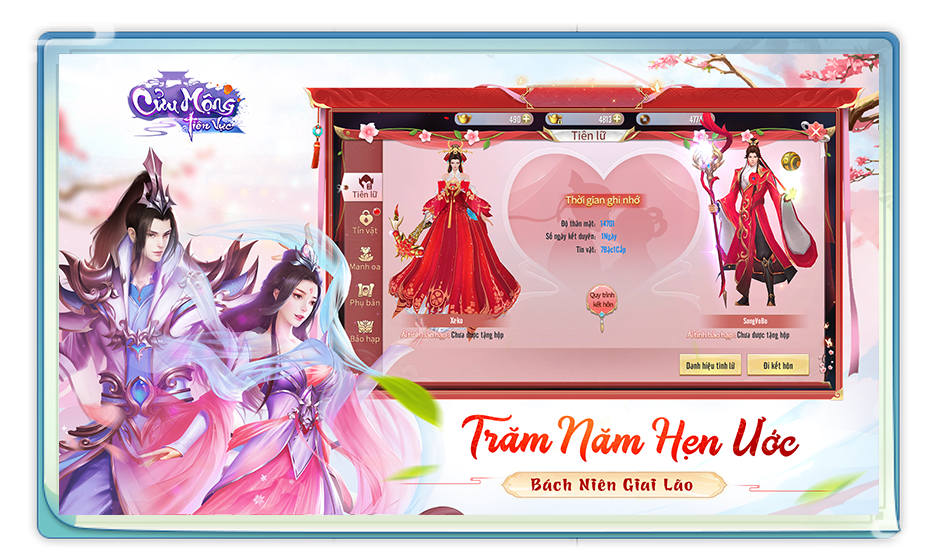 Cửu Mộng
Tiên Vực
490
4813
477
Tiên lữ
Tiên lữ
Tín vật
Phụ bản
Bảo hạp
Thời gian ghi nhớ
Độ thân mật: 14701
Số ngày kết duyên: 1Ngày
Tín vật: 7Bậc1Cấp
Quy trình
kết hôn
Xeko
Chưa được tặng hộp
SongYoBo
Chưa được tặng hộp
Danh hiệu tình lữ
Đi kết hôn
Trăm Năm Hẹn Ước
Bách Niên Giai Lão